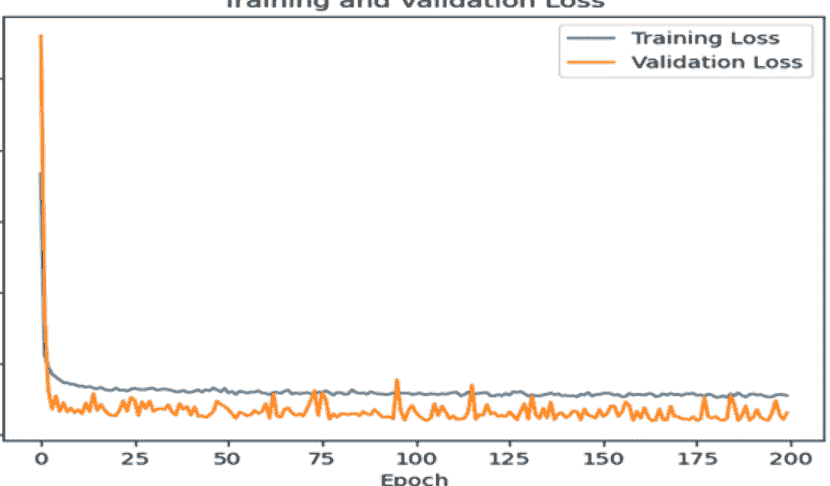 Training and Validation Loss
Training Loss
Validation Loss
0 25 50 75 100 125 150 175 200
Epoch